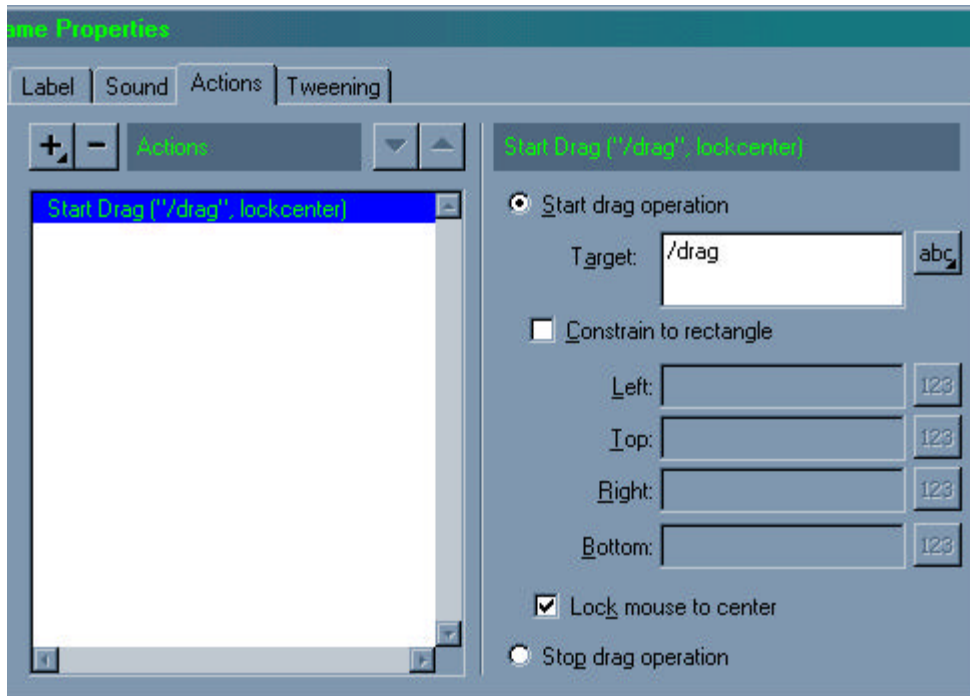 ame Properties
Label Sound Actions Tweening
+ - Actions
Start Drag ("/drag", lockcenter)
Start Drag ("/drag", lockcenter)
Start drag operation
Target: /drag abc
Constrain to rectangle
Left: 123
Top: 123
Right: 123
Bottom: 123
Lock mouse to center
Stop drag operation